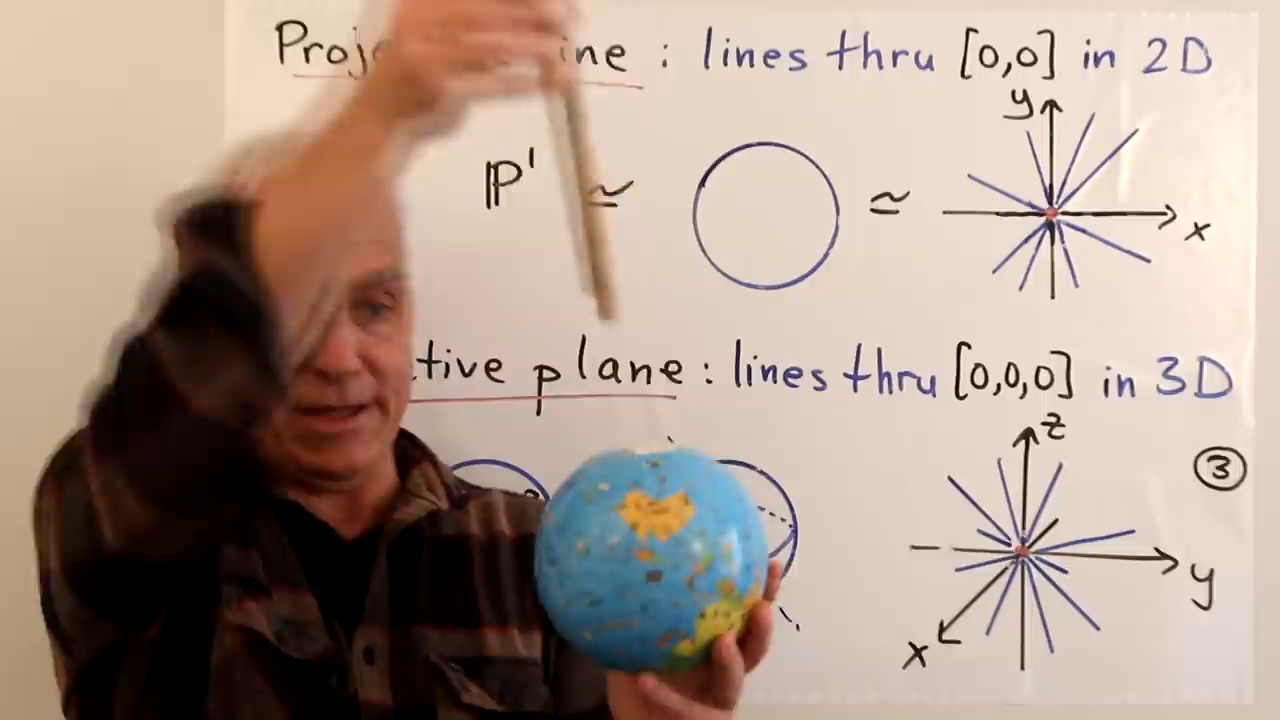 Proj ine : lines thru [0,0] in 2D
y
ℙ¹ ≃ ≃
x
tive plane : lines thru [0,0,0] in 3D
z
③
y
x